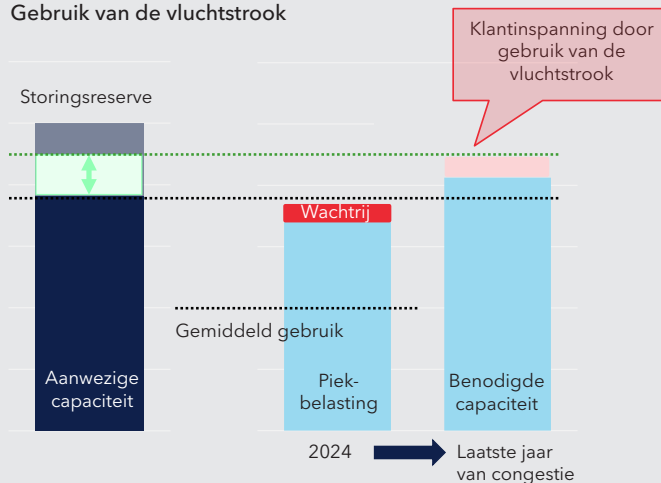 Gebruik van de vluchtstrook
Klantinspanning door
gebruik van de
vluchtstrook
Storingsreserve
Wachtrij
Gemiddeld gebruik
Aanwezige
capaciteit
Piek-
belasting
Benodigde
capaciteit
2024
Laatste jaar
van congestie